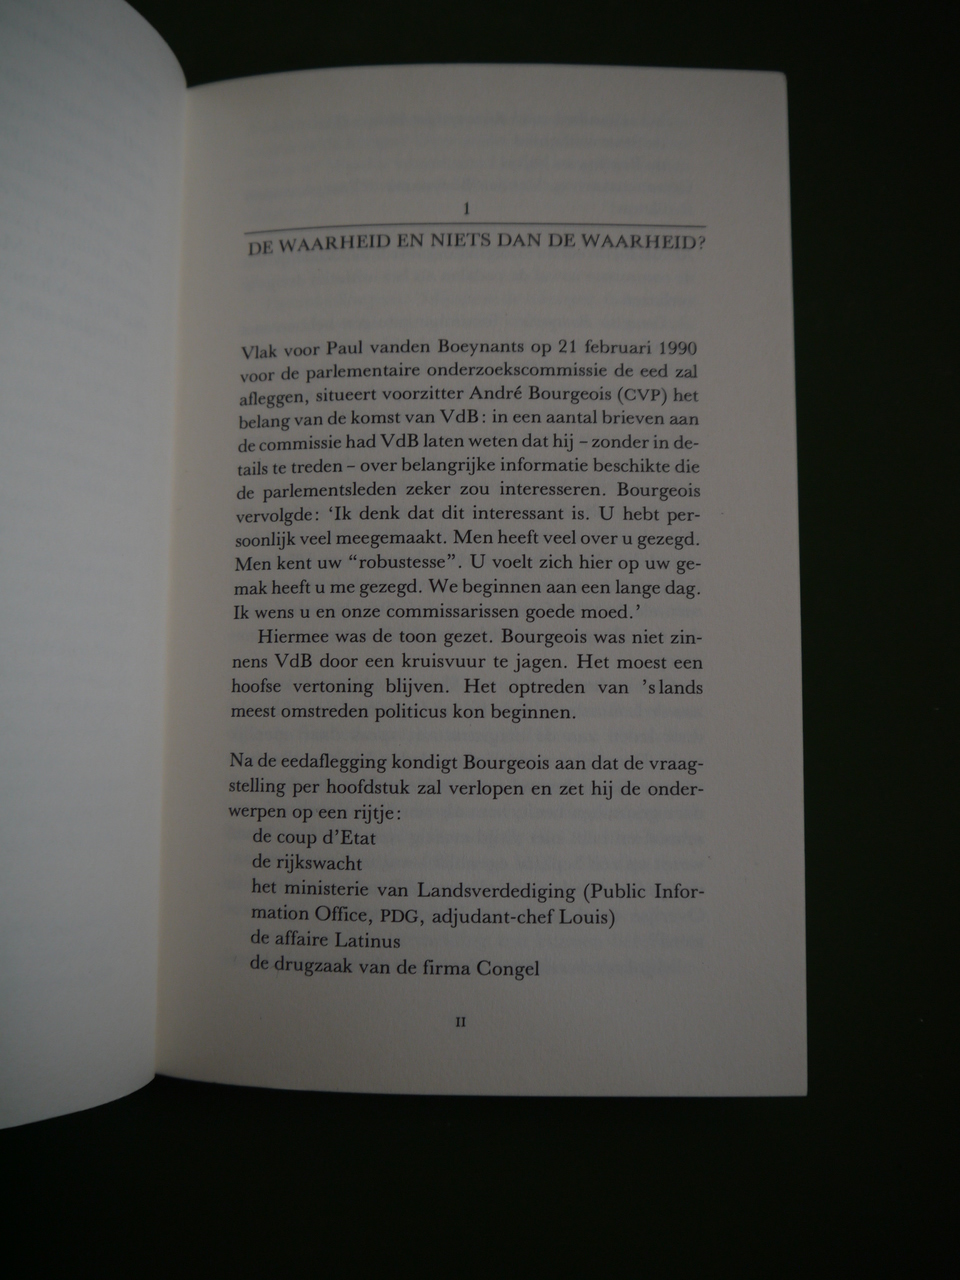 1
DE WAARHEID EN NIETS DAN DE WAARHEID?
Vlak voor Paul vanden Boeynants op 21 februari 1990
voor de parlementaire onderzoekscommissie de eed zal
afleggen, situeert voorzitter André Bourgeois (CVP) het
belang van de komst van VdB: in een aantal brieven aan
de commissie had VdB laten weten dat hij – zonder in de-
tails te treden – over belangrijke informatie beschikte die
de parlementsleden zeker zou interesseren. Bourgeois
vervolgde: ‘Ik denk dat dit interessant is. U hebt per-
soonlijk veel meegemaakt. Men heeft veel over u gezegd.
Men kent uw “robustesse”. U voelt zich hier op uw ge-
mak heeft u me gezegd. We beginnen aan een lange dag.
Ik wens u en onze commissarissen goede moed.’
Hiermee was de toon gezet. Bourgeois was niet zin-
nens VdB door een kruisvuur te jagen. Het moest een
hoofse vertoning blijven. Het optreden van ’s lands
meest omstreden politicus kon beginnen.
Na de eedaflegging kondigt Bourgeois aan dat de vraag-
stelling per hoofdstuk zal verlopen en zet hij de onder-
werpen op een rijtje:
de coup d’Etat
de rijkswacht
het ministerie van Landsverdediging (Public Infor-
mation Office, PDG, adjudant-chef Louis)
de affaire Latinus
de drugzaak van de firma Congel
11